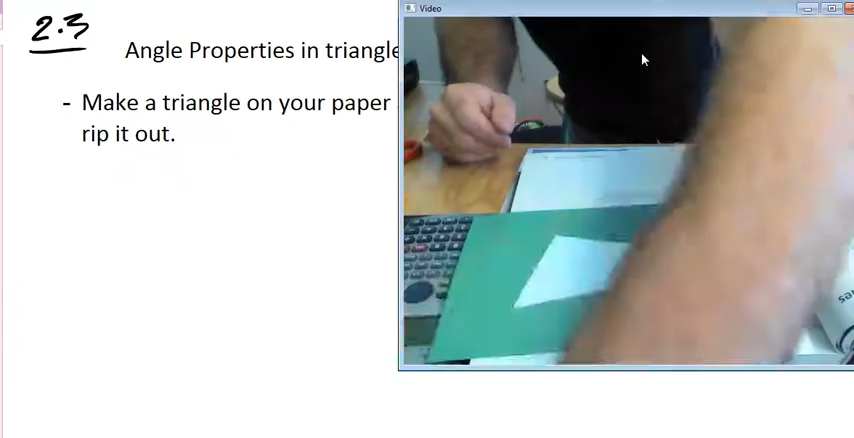 2.3
Angle Properties in triangle
- Make a triangle on your paper
rip it out.
Video